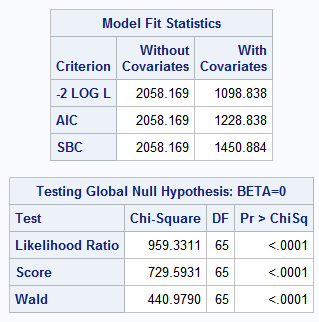 Model Fit Statistics
Without With
Criterion Covariates Covariates
-2 LOG L 2058.169 1098.838
AIC 2058.169 1228.838
SBC 2058.169 1450.884
Testing Global Null Hypothesis: BETA=0
Test Chi-Square DF Pr > ChiSq
Likelihood Ratio 959.3311 65 <.0001
Score 729.5931 65 <.0001
Wald 440.9790 65 <.0001